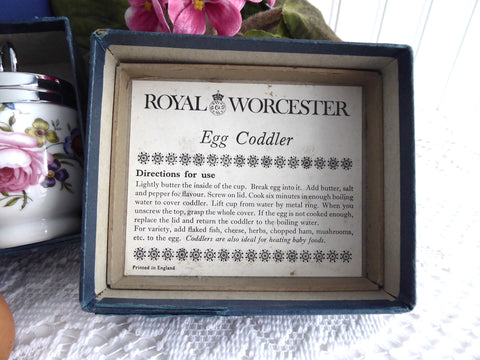 ROYAL WORCESTER
Egg Coddler
Directions for use
Lightly butter the inside of the cup. Break egg into it. Add butter, salt
and pepper for flavour. Screw on lid. Cook six minutes in enough boiling
water to cover coddler. Lift cup from water by metal ring. When you
unscrew the top, grasp the whole cover. If the egg is not cooked enough,
replace the lid and return the coddler to the boiling water.
For variety, add flaked fish, cheese, herbs, chopped ham, mushrooms,
etc. to the egg. Coddlers are also ideal for heating baby foods.
Printed in England